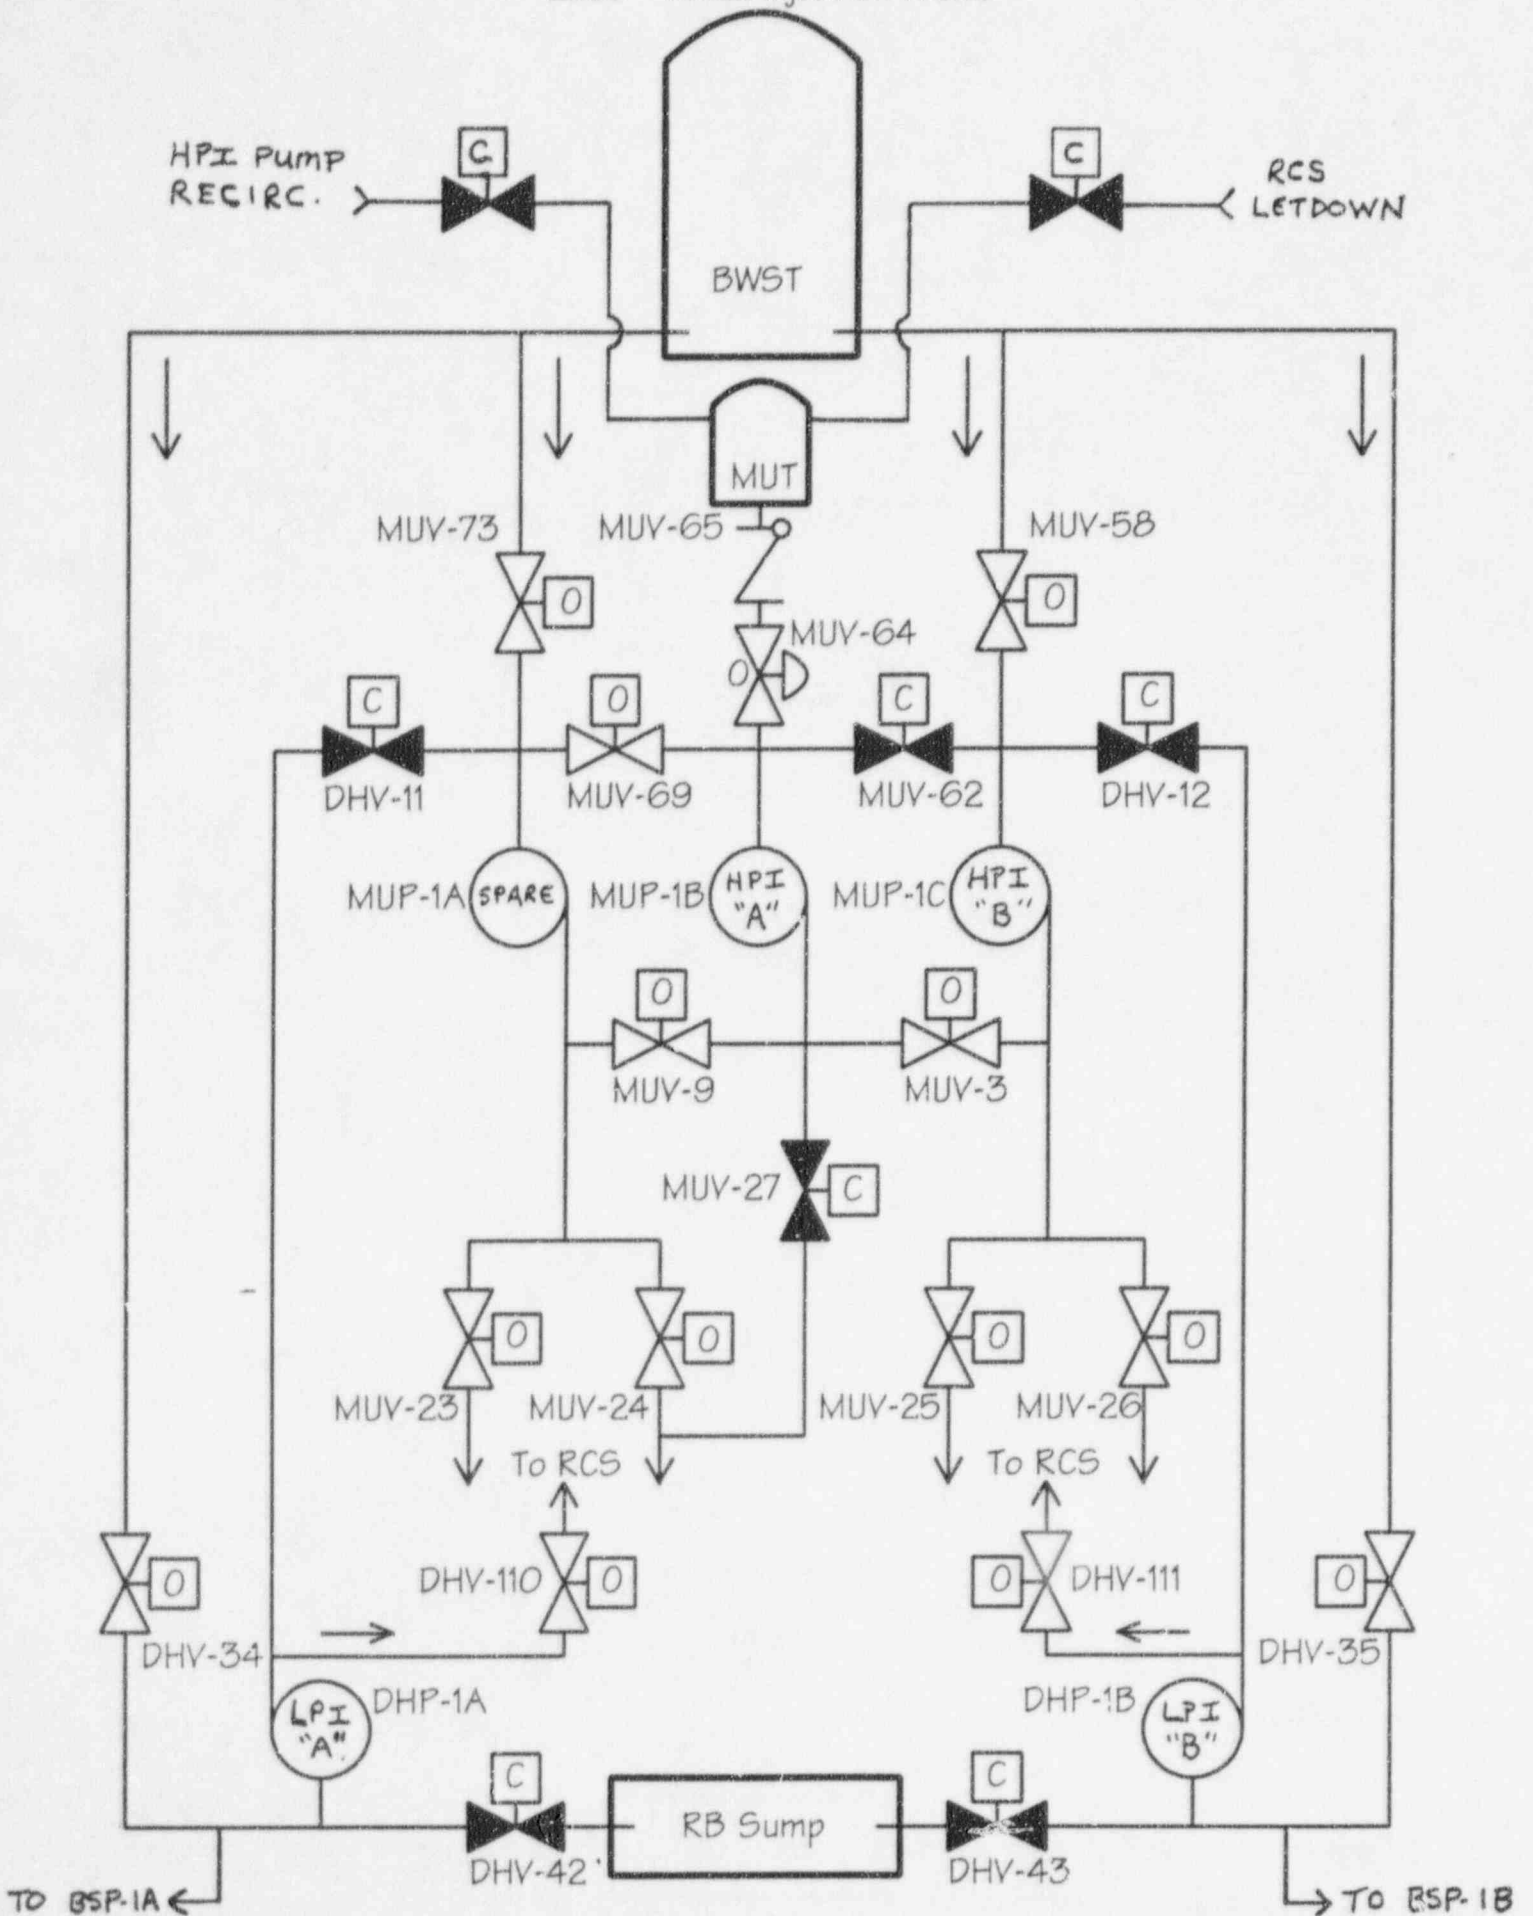 HPI PUMP
RECIRC.
C
C
RCS
LETDOWN
BWST
MUT
MUV-73
MUV-65
MUV-58
O
O
MUV-64
O
C
O
C
C
DHV-11
MUV-69
MUV-62
DHV-12
MUP-1A
SPARE
MUP-1B
HPI
"A"
MUP-1C
HPI
"B"
O
O
MUV-9
MUV-3
MUV-27
C
O
O
O
O
MUV-23
MUV-24
MUV-25
MUV-26
To RCS
To RCS
O
DHV-110
O
O
DHV-111
O
DHV-34
DHV-35
LPI
"A"
DHP-1A
DHP-1B
LPI
"B"
C
C
RB Sump
DHV-42
DHV-43
TO BSP-1A
TO BSP-1B